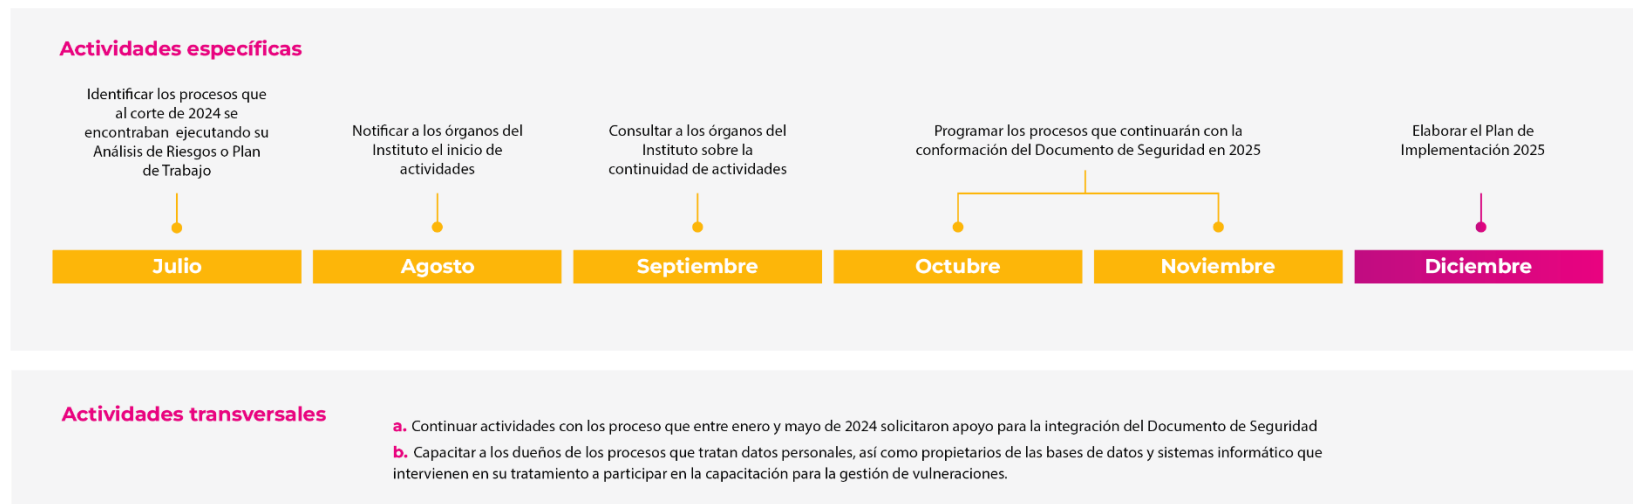 Actividades específicas
Identificar los procesos que
al corte de 2024 se
encontraban ejecutando su
Análisis de Riesgos o Plan
de Trabajo
Notificar a los órganos del
Instituto el inicio de
actividades
Consultar a los órganos del
Instituto sobre la
continuidad de actividades
Programar los procesos que continuarán con la
conformación del Documento de Seguridad en 2025
Elaborar el Plan de
Implementación 2025
Julio
Agosto
Septiembre
Octubre
Noviembre
Diciembre
Actividades transversales
a. Continuar actividades con los proceso que entre enero y mayo de 2024 solicitaron apoyo para la integración del Documento de Seguridad
b. Capacitar a los dueños de los procesos que tratan datos personales, así como propietarios de las bases de datos y sistemas informático que
intervienen en su tratamiento a participar en la capacitación para la gestión de vulneraciones.